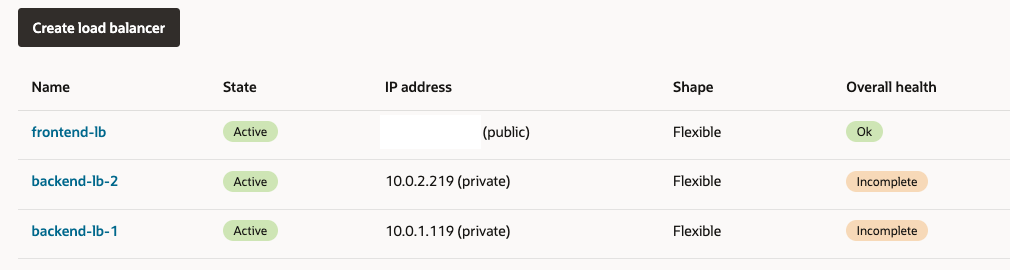 Create load balancer
Name State IP address Shape Overall health
frontend-lb Active (public) Flexible Ok
backend-lb-2 Active 10.0.2.219 (private) Flexible Incomplete
backend-lb-1 Active 10.0.1.119 (private) Flexible Incomplete